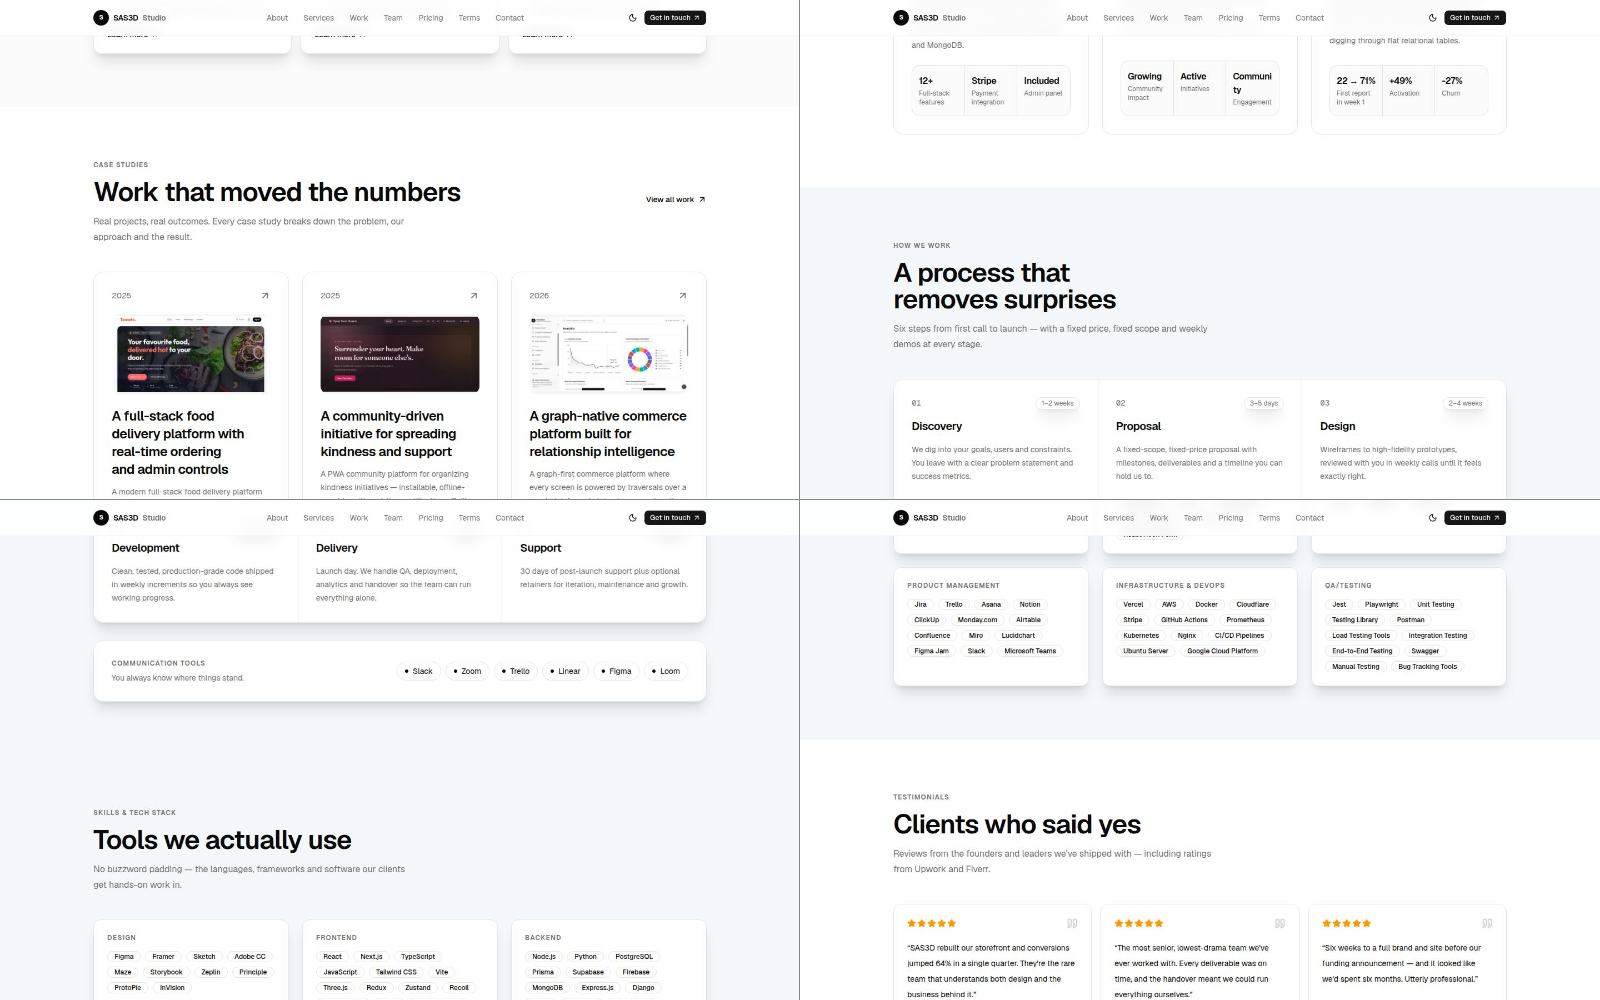 SAS3D Studio About Services Work Team Pricing Terms Contact Get in touch
CASE STUDIES
Work that moved the numbers
View all work
Real projects, real outcomes. Every case study breaks down the problem, our
approach and the result.
2025
Your favourite food,
delivered hot to your
door.
A full-stack food
delivery platform with
real-time ordering
and admin controls
A modern full-stack food delivery platform
2025
Surrender your heart. Make
room for someone else's.
A community-driven
initiative for spreading
kindness and support
A PWA community platform for organizing
kindness initiatives — installable, offline-
2026
A graph-native commerce
platform built for
relationship intelligence
A graph-first commerce platform where
every screen is powered by traversals over a
SAS3D Studio About Services Work Team Pricing Terms Contact Get in touch
and MongoDB.
12+
Full-stack
features
Stripe
Payment
integration
Included
Admin panel
Growing
Community
impact
Active
Initiatives
Communi
ty
Engagement
digging through flat relational tables.
22 → 71%
First report
in week 1
+49%
Activation
-27%
Churn
HOW WE WORK
A process that
removes surprises
Six steps from first call to launch — with a fixed price, fixed scope and weekly
demos at every stage.
01 1–2 weeks
Discovery
We dig into your goals, users and constraints.
You leave with a clear problem statement and
success metrics.
02 3–5 days
Proposal
A fixed-scope, fixed-price proposal with
milestones, deliverables and a timeline you can
hold us to.
03 2–4 weeks
Design
Wireframes to high-fidelity prototypes,
reviewed with you in weekly calls until it feels
exactly right.
SAS3D Studio About Services Work Team Pricing Terms Contact Get in touch
Development
Clean, tested, production-grade code shipped
in weekly increments so you always see
working progress.
Delivery
Launch day. We handle QA, deployment,
analytics and handover so the team can run
everything alone.
Support
30 days of post-launch support plus optional
retainers for iteration, maintenance and growth.
COMMUNICATION TOOLS
You always know where things stand.
Slack Zoom Trello Linear Figma Loom
SKILLS & TECH STACK
Tools we actually use
No buzzword padding — the languages, frameworks and software our clients
get hands-on work in.
DESIGN
Figma Framer Sketch Adobe CC
Maze Storybook Zeplin Principle
ProtoPie InVision
FRONTEND
React Next.js TypeScript
JavaScript Tailwind CSS Vite
Three.js Redux Zustand Recoil
BACKEND
Node.js Python PostgreSQL
Prisma Supabase Firebase
MongoDB Express.js Django
SAS3D Studio About Services Work Team Pricing Terms Contact Get in touch
PRODUCT MANAGEMENT
Jira Trello Asana Notion
ClickUp Monday.com Airtable
Confluence Miro Lucidchart
Figma Jam Slack Microsoft Teams
INFRASTRUCTURE & DEVOPS
Vercel AWS Docker Cloudflare
Stripe GitHub Actions Prometheus
Kubernetes Nginx CI/CD Pipelines
Ubuntu Server Google Cloud Platform
QA/TESTING
Jest Playwright Unit Testing
Testing Library Postman
Load Testing Tools Integration Testing
End-to-End Testing Swagger
Manual Testing Bug Tracking Tools
TESTIMONIALS
Clients who said yes
Reviews from the founders and leaders we've shipped with — including ratings
from Upwork and Fiverr.
“SAS3D rebuilt our storefront and conversions
jumped 64% in a single quarter. They're the rare
team that understands both design and the
business behind it.”
“The most senior, lowest-drama team we've
ever worked with. Every deliverable was on
time, and the handover meant we could run
everything ourselves.”
“Six weeks to a full brand and site before our
funding announcement — and it looked like
we'd spent six months. Utterly professional.”